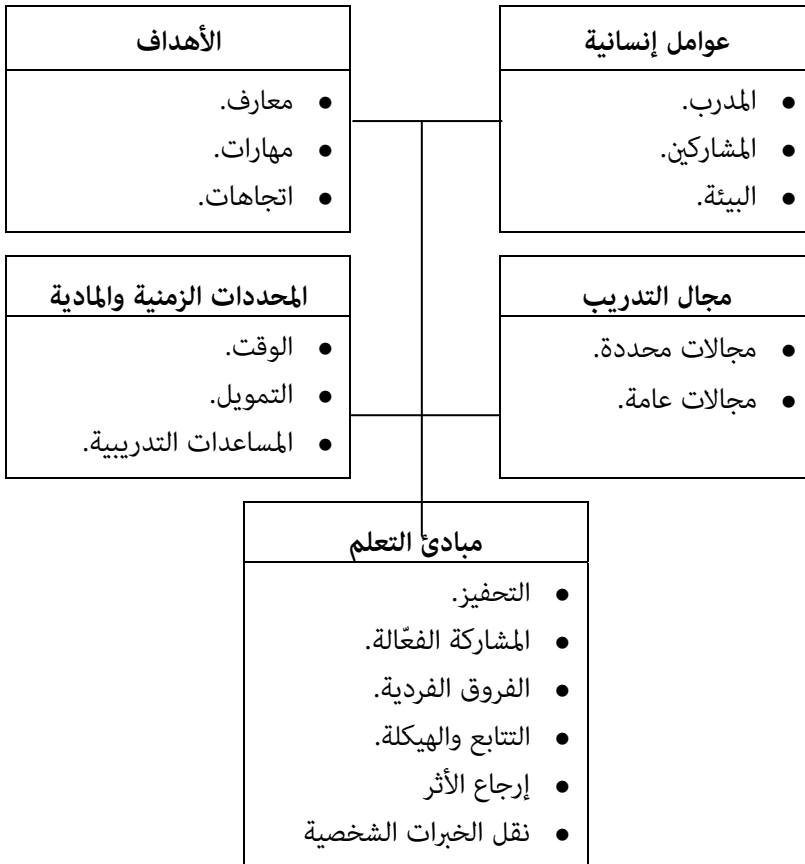 عوامل إنسانية
● المدرب.
● المشاركين.
● البيئة.
الأهداف
● معارف.
● مهارات.
● اتجاهات.
مجال التدريب
● مجالات محددة.
● مجالات عامة.
المحددات الزمنية والمادية
● الوقت.
● التمويل.
● المساعدات التدريبية.
مبادئ التعلم
● التحفيز.
● المشاركة الفعّالة.
● الفروق الفردية.
● التتابع والهيكلة.
● إرجاع الأثر
● نقل الخبرات الشخصية